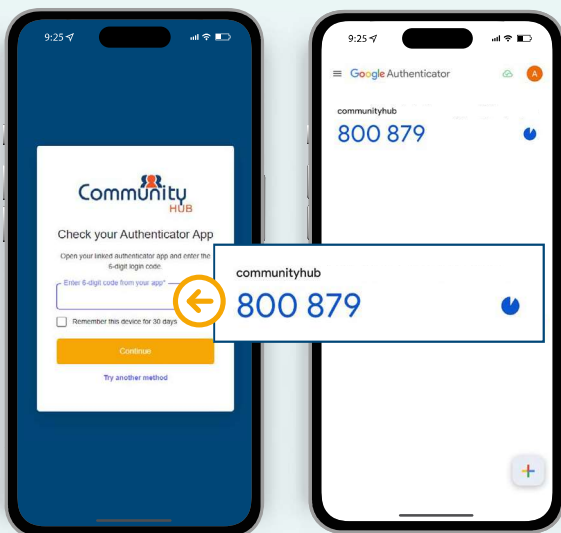 9:25
Community
HUB
Check your Authenticator App
Open your linked authenticator app and enter the
6-digit login code.
Enter 6-digit code from your app*
Remember this device for 30 days
Continue
Try another method
9:25
Google Authenticator
A
communityhub
800 879
communityhub
800 879